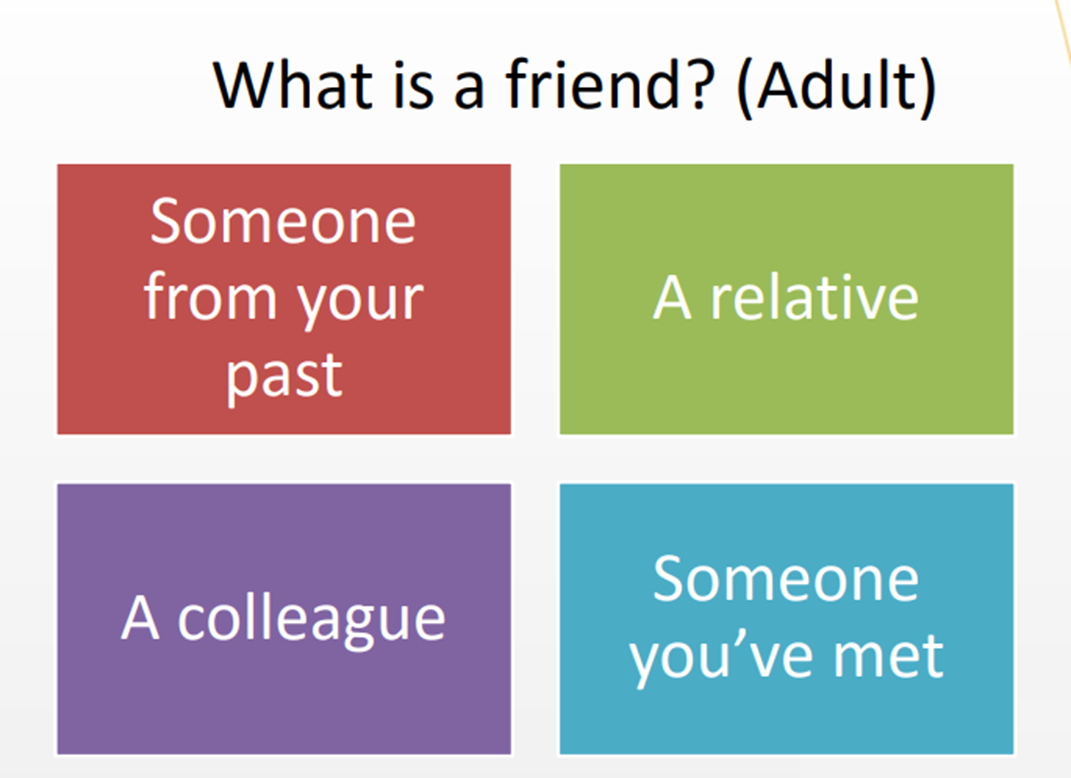 What is a friend? (Adult)
Someone
from your
past
A relative
A colleague
Someone
you’ve met